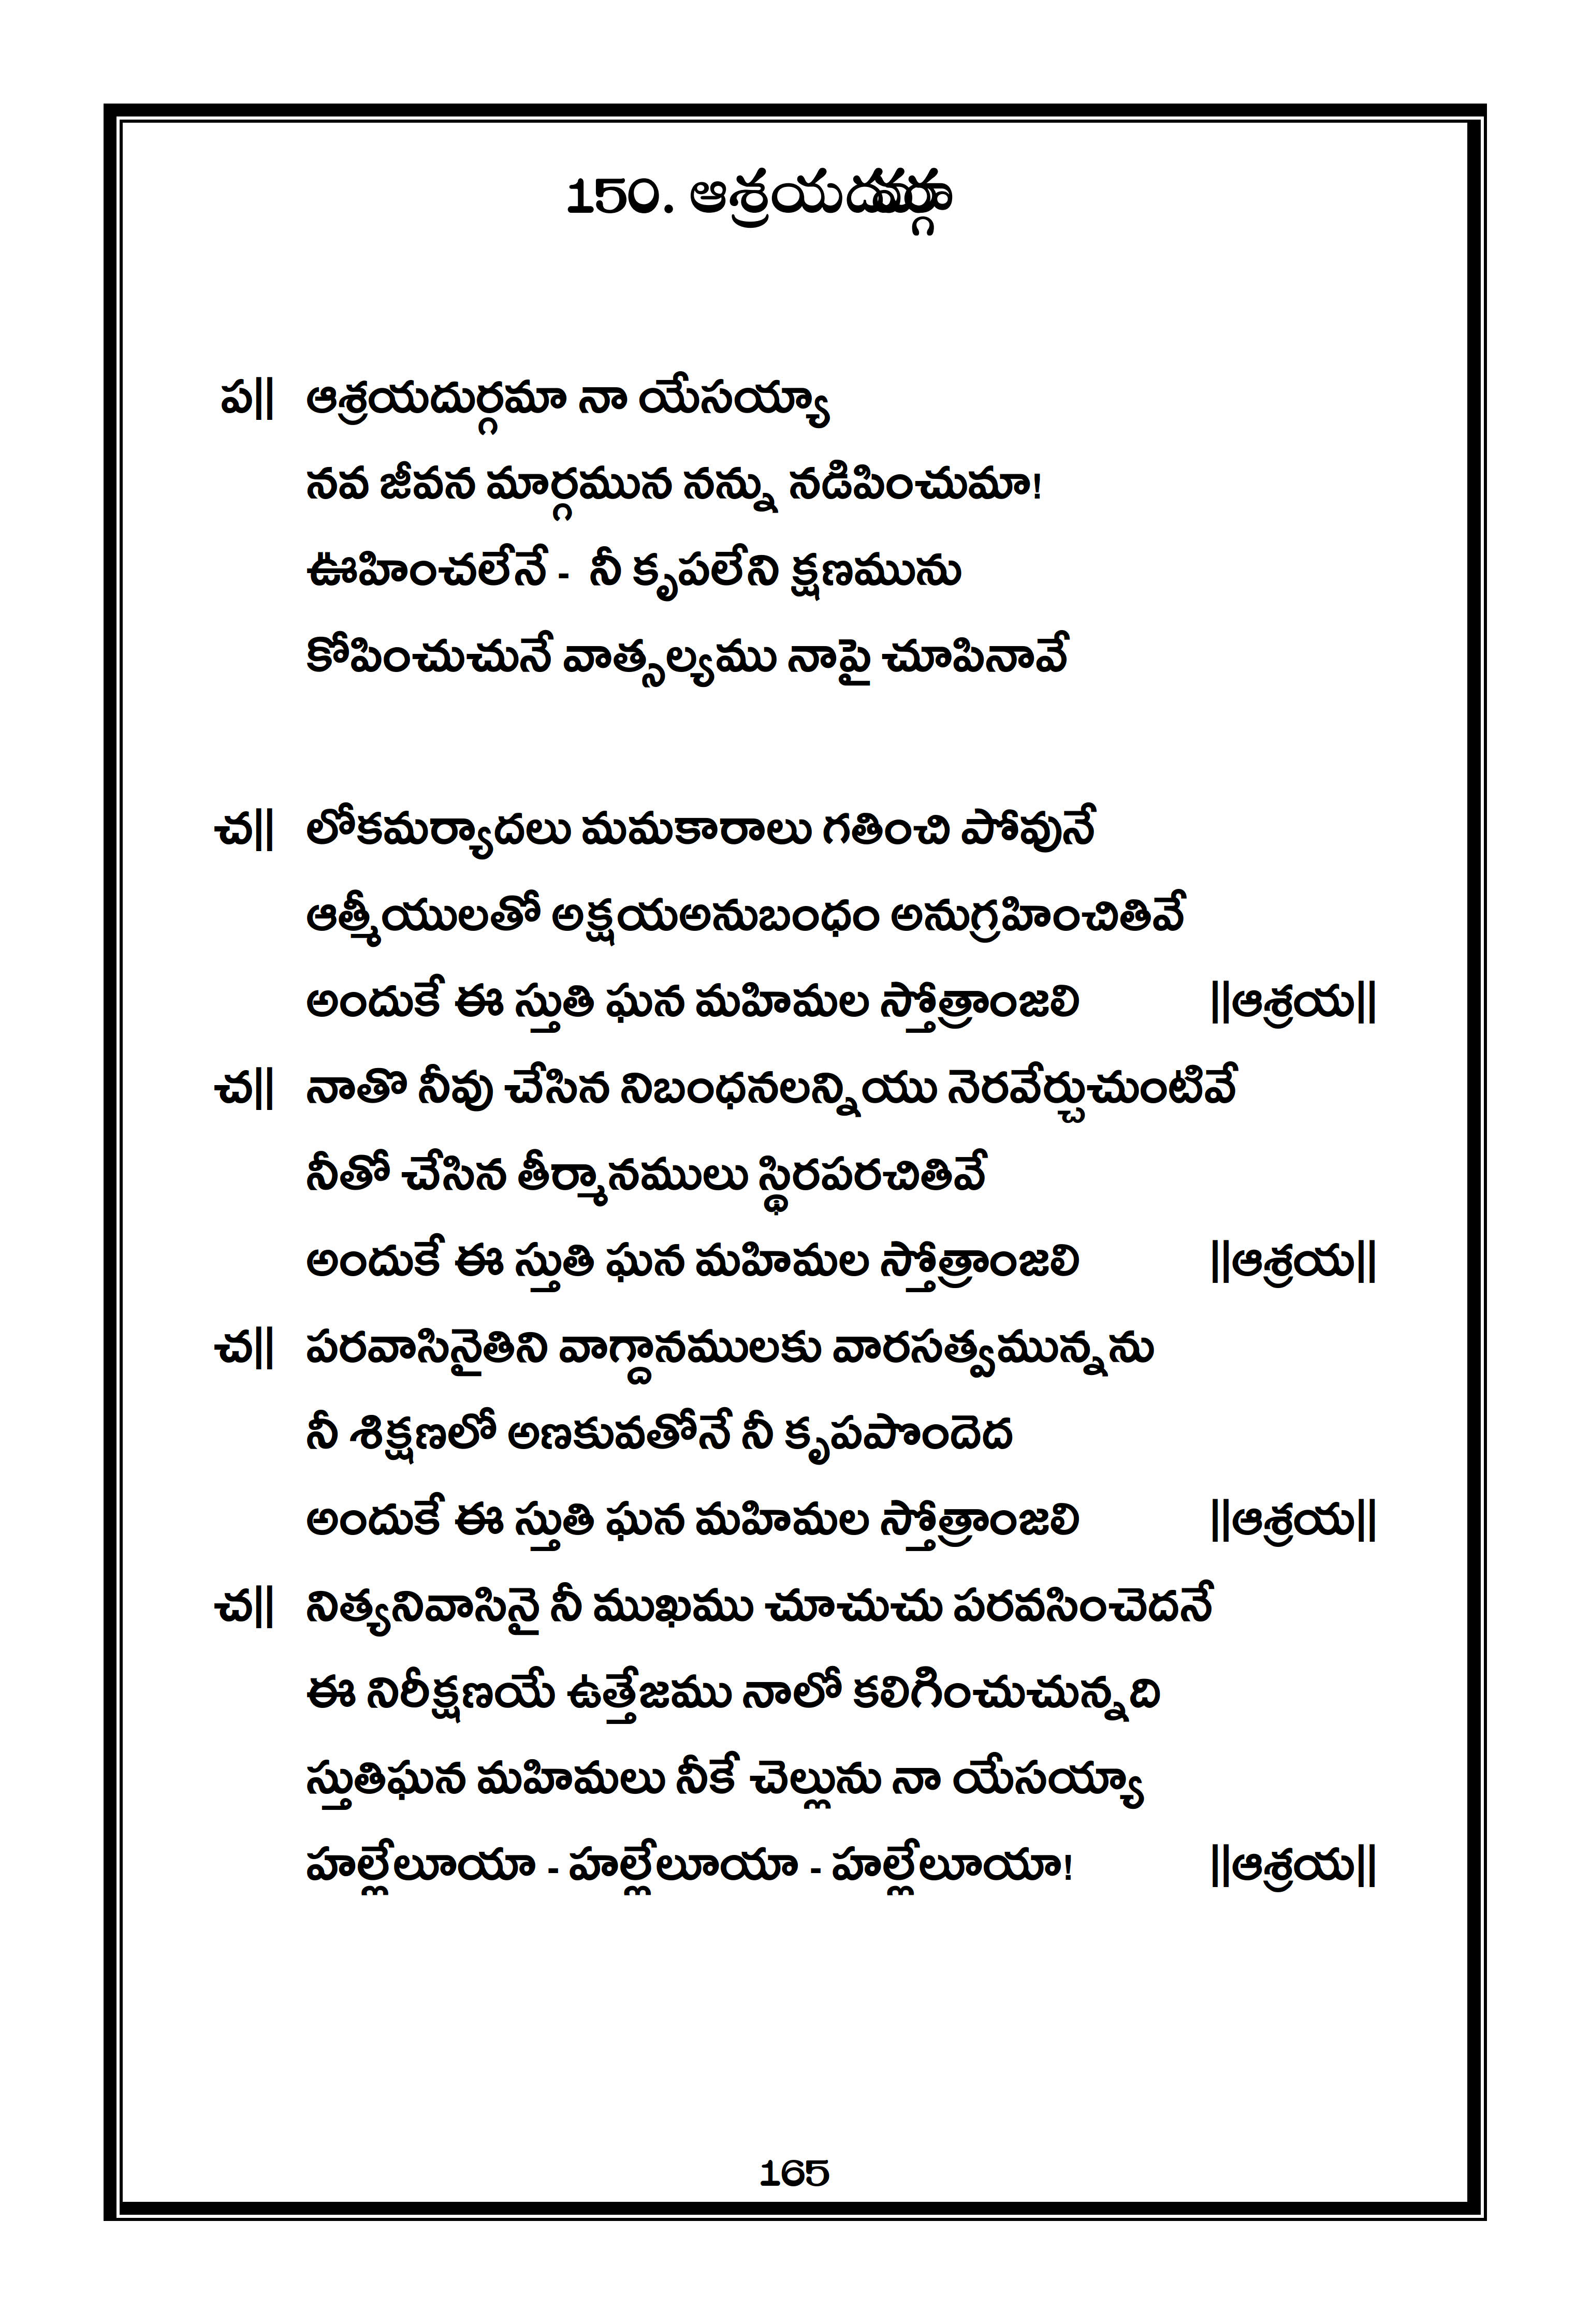 150. ఆశ్రయదుర్గమా
ప|| ఆశ్రయదుర్గమా నా యేసయ్యా
నవ జీవన మార్గమున నన్ను నడిపించుమా!
ఊహించలేనే - నీ కృపలేని క్షణమును
కోపించుచునే వాత్సల్యము నాపై చూపినావే
చ|| లోకమర్యాదలు మమకారాలు గతించి పోవునే
ఆత్మీయులతో అక్షయఅనుబంధం అనుగ్రహించితివే
అందుకే ఈ స్తుతి ఘన మహిమల స్తోత్రాంజలి ||ఆశ్రయ||
చ|| నాతొ నీవు చేసిన నిబంధనలన్నియు నెరవేర్చుచుంటివే
నీతో చేసిన తీర్మానములు స్థిరపరచితివే
అందుకే ఈ స్తుతి ఘన మహిమల స్తోత్రాంజలి ||ఆశ్రయ||
చ|| పరవాసినైతిని వాగ్దానములకు వారసత్వమున్నను
నీ శిక్షణలో అణకువతోనే నీ కృపపొందెద
అందుకే ఈ స్తుతి ఘన మహిమల స్తోత్రాంజలి ||ఆశ్రయ||
చ|| నిత్యనివాసినై నీ ముఖము చూచుచు పరవసించెదనే
ఈ నిరీక్షణయే ఉత్తేజము నాలో కలిగించుచున్నది
స్తుతిఘన మహిమలు నీకే చెల్లును నా యేసయ్యా
హల్లేలూయా - హల్లేలూయా - హల్లేలూయా! ||ఆశ్రయ||
165